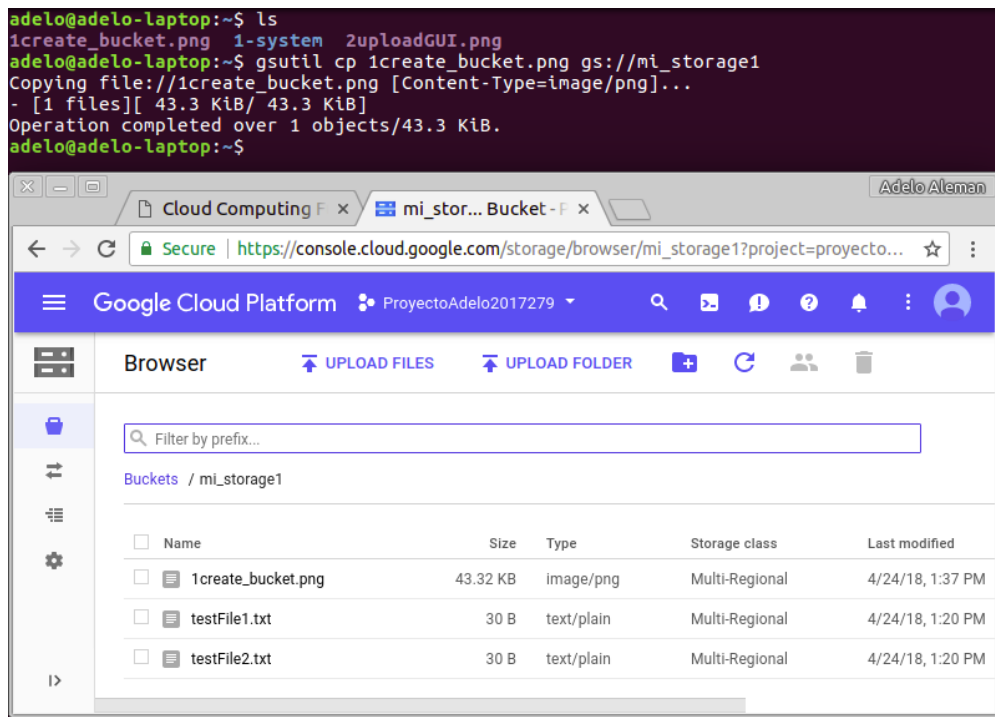 adelo@adelo-laptop:~$ ls
1create_bucket.png 1-system 2uploadGUI.png
adelo@adelo-laptop:~$ gsutil cp 1create_bucket.png gs://mi_storage1
Copying file://1create_bucket.png [Content-Type=image/png]...
- [1 files][ 43.3 KiB/ 43.3 KiB]
Operation completed over 1 objects/43.3 KiB.
adelo@adelo-laptop:~$
Adelo Aleman
Cloud Computing F mi_stor... Bucket - P
Secure https://console.cloud.google.com/storage/browser/mi_storage1?project=proyecto...
Google Cloud Platform ProyectoAdelo2017279
Browser UPLOAD FILES UPLOAD FOLDER
Filter by prefix...
Buckets / mi_storage1
Name Size Type Storage class Last modified
1create_bucket.png 43.32 KB image/png Multi-Regional 4/24/18, 1:37 PM
testFile1.txt 30 B text/plain Multi-Regional 4/24/18, 1:20 PM
testFile2.txt 30 B text/plain Multi-Regional 4/24/18, 1:20 PM